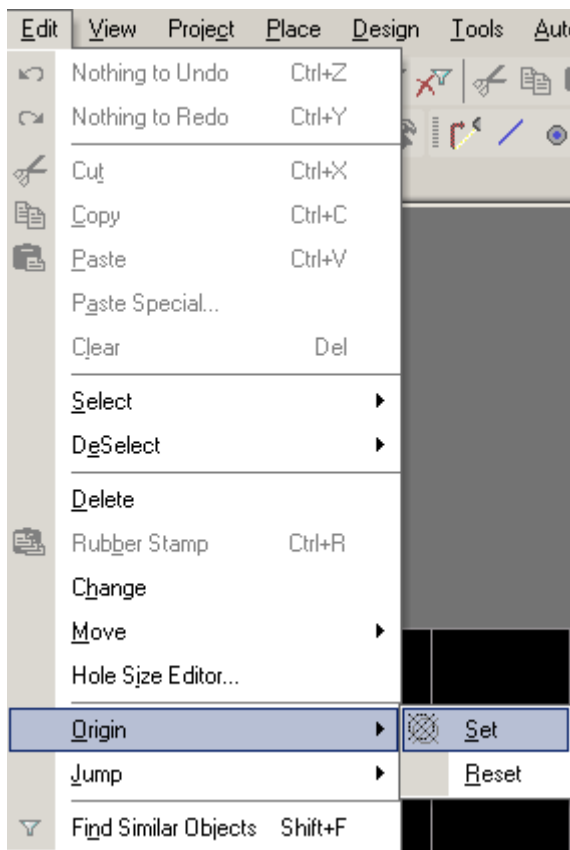 Edit View Project Place Design Tools Aut
Nothing to Undo Ctrl+Z
Nothing to Redo Ctrl+Y
Cut Ctrl+X
Copy Ctrl+C
Paste Ctrl+V
Paste Special...
Clear Del
Select
DeSelect
Delete
Rubber Stamp Ctrl+R
Change
Move
Hole Size Editor...
Origin Set
Jump Reset
Find Similar Objects Shift+F